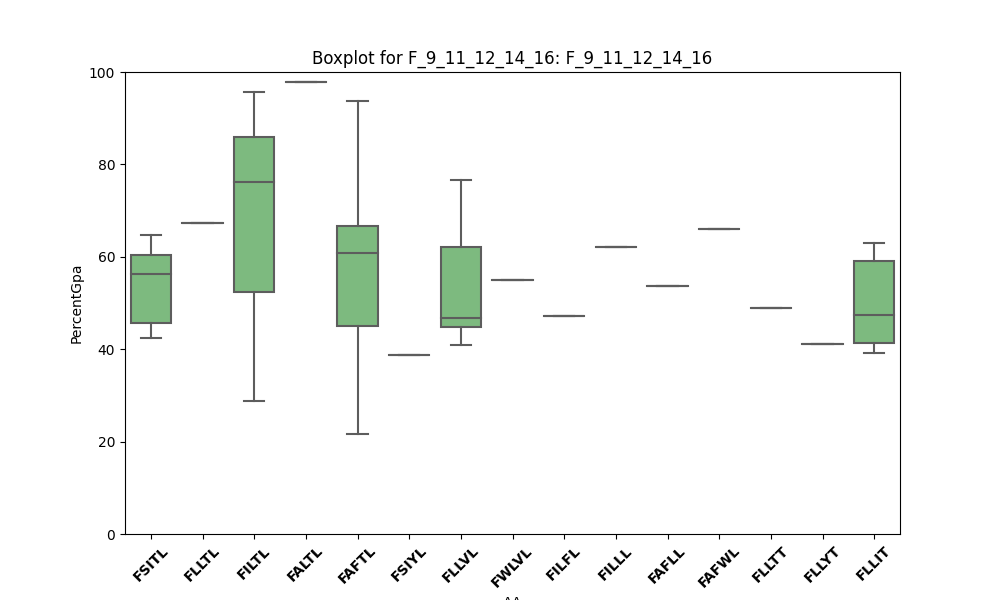 Boxplot for F_9_11_12_14_16: F_9_11_12_14_16
PercentGpa
100
80
60
40
20
0
FSITL
FLLTL
FILTL
FALTL
FAFTL
FSIYL
FLLVL
FWLVL
FILFL
FILLL
FAFLL
FAFWL
FLLTT
FLLYT
FLLIT